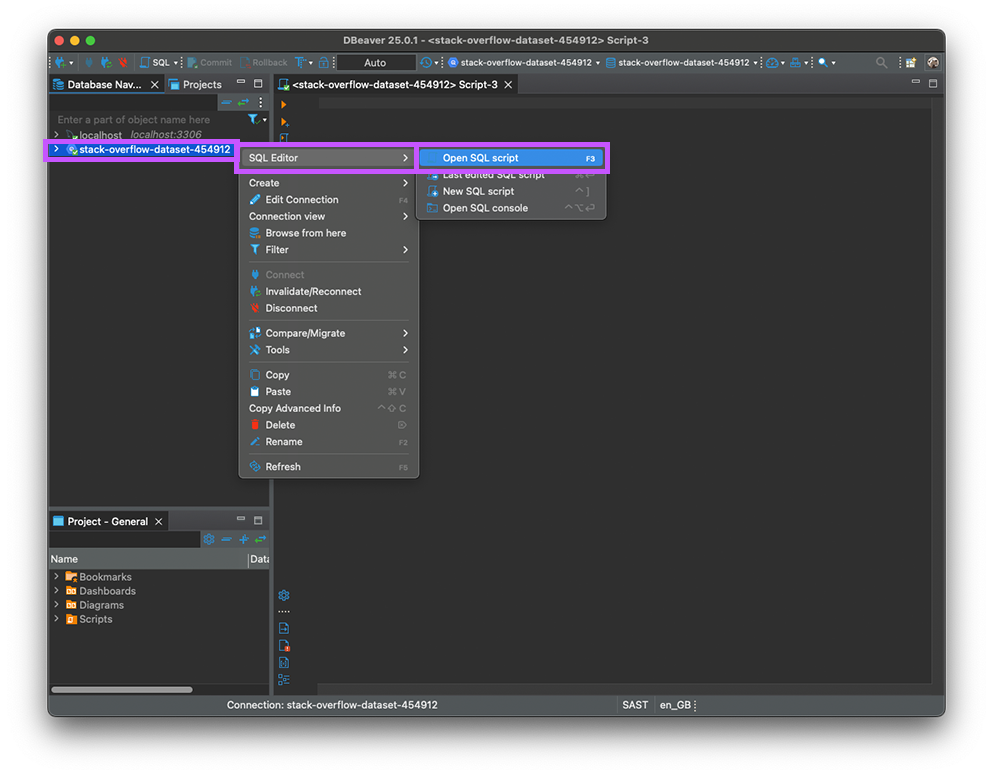 DBeaver 25.0.1 - <stack-overflow-dataset-454912> Script-3
SQL Commit Rollback Auto <stack-overflow-dataset-454912 stack-overflow-dataset-454912
Database Nav... Projects
<stack-overflow-dataset-454912> Script-3
Enter a part of object name here
localhost localhost:3306
stack-overflow-dataset-454912
SQL Editor
Create
Edit Connection F4
Connection view
Browse from here
Filter
Connect
Invalidate/Reconnect
Disconnect
Compare/Migrate
Tools
Copy ⌘ C
Paste ⌘ V
Copy Advanced Info ^⇧ C
Delete ⌦
Rename F2
Refresh F5
Open SQL script F3
Last edited SQL script ⌘↩
New SQL script ^ ]
Open SQL console ^⌥↩
Project - General
Name Data
Bookmarks
Dashboards
Diagrams
Scripts
Connection: stack-overflow-dataset-454912 SAST en_GB